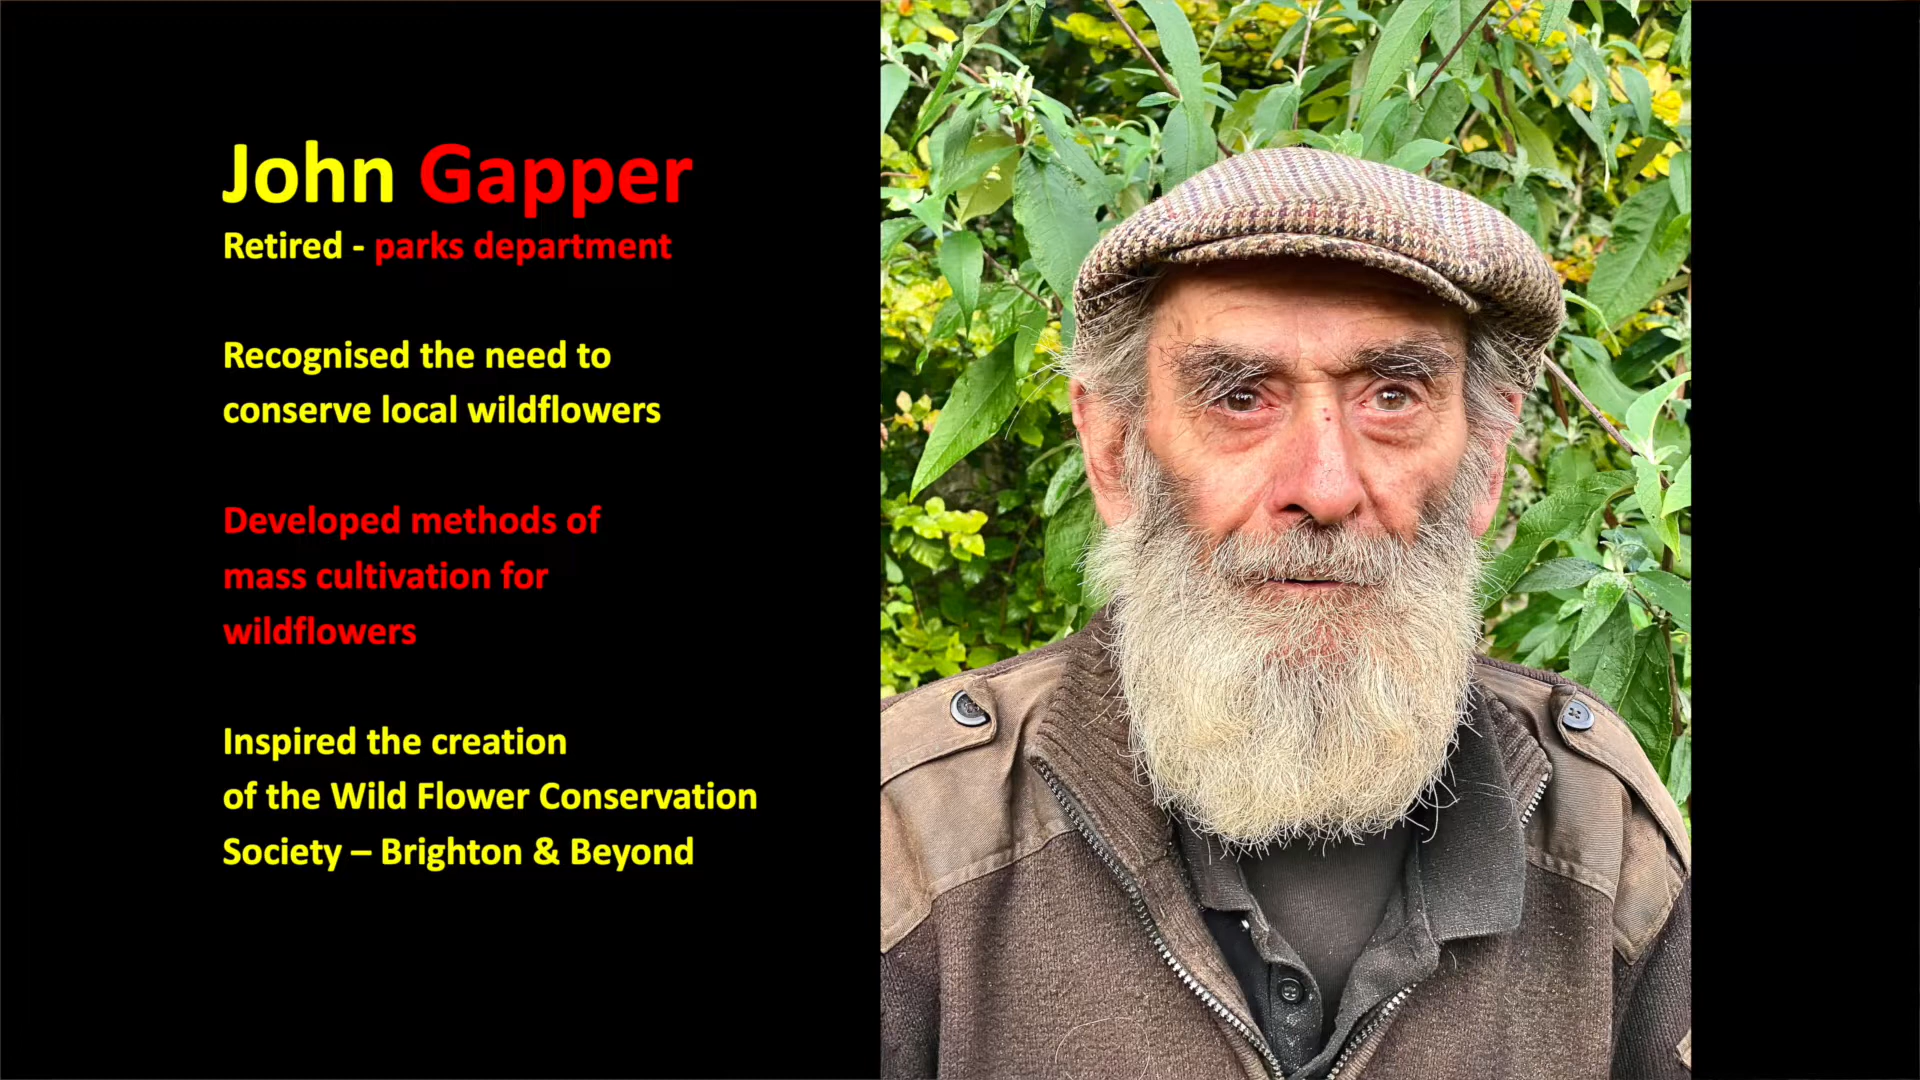 John Gapper
Retired - parks department
Recognised the need to
conserve local wildflowers
Developed methods of
mass cultivation for
wildflowers
Inspired the creation
of the Wild Flower Conservation
Society – Brighton & Beyond